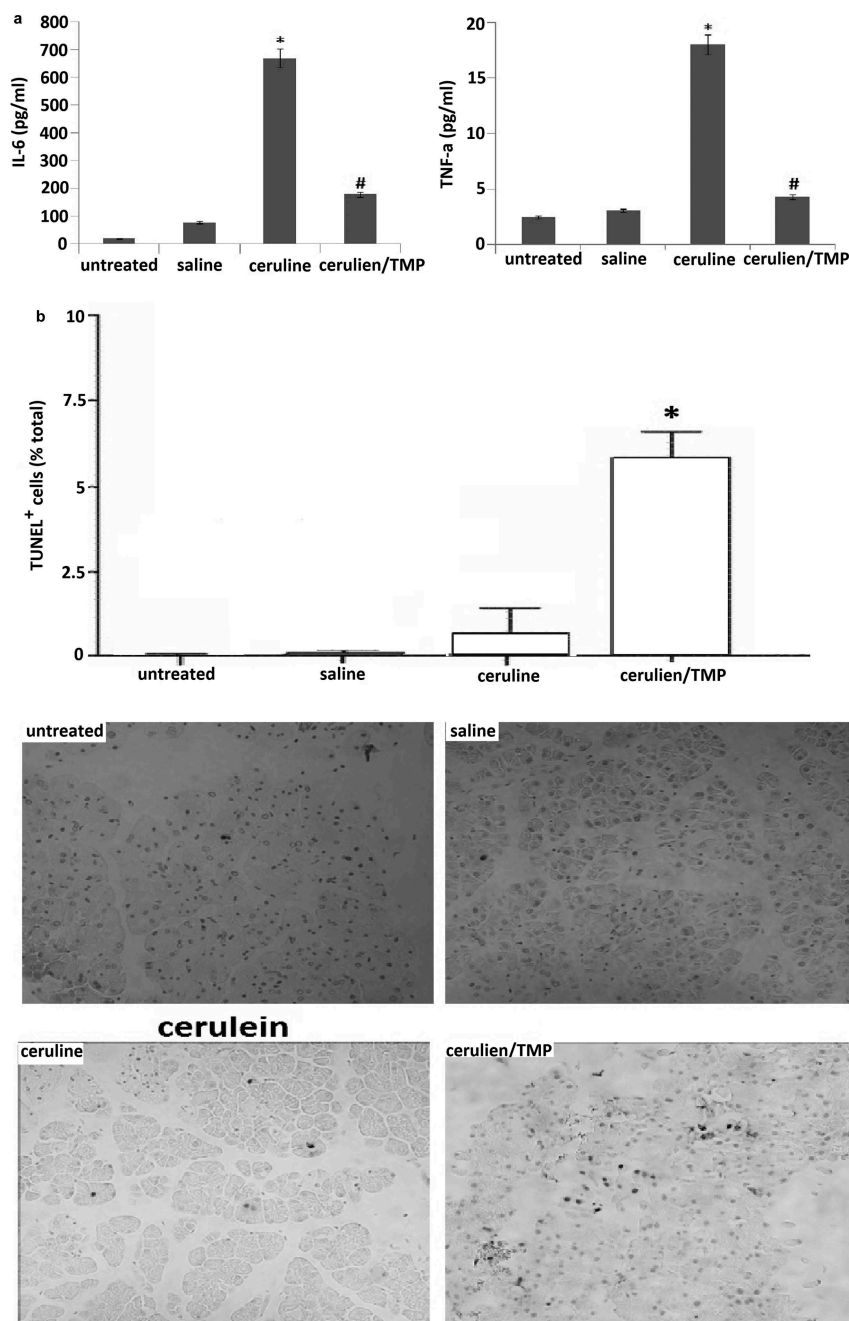 a
800
700
600
500
400
300
200
100
0
IL-6 (pg/ml)
*
#
untreated saline ceruline cerulien/TMP
20
15
10
5
0
TNF-a (pg/ml)
*
#
untreated saline ceruline cerulien/TMP
b
10
7.5
5
2.5
0
TUNEL+ cells (% total)
*
untreated saline ceruline cerulien/TMP
untreated
saline
cerulein
ceruline
cerulien/TMP